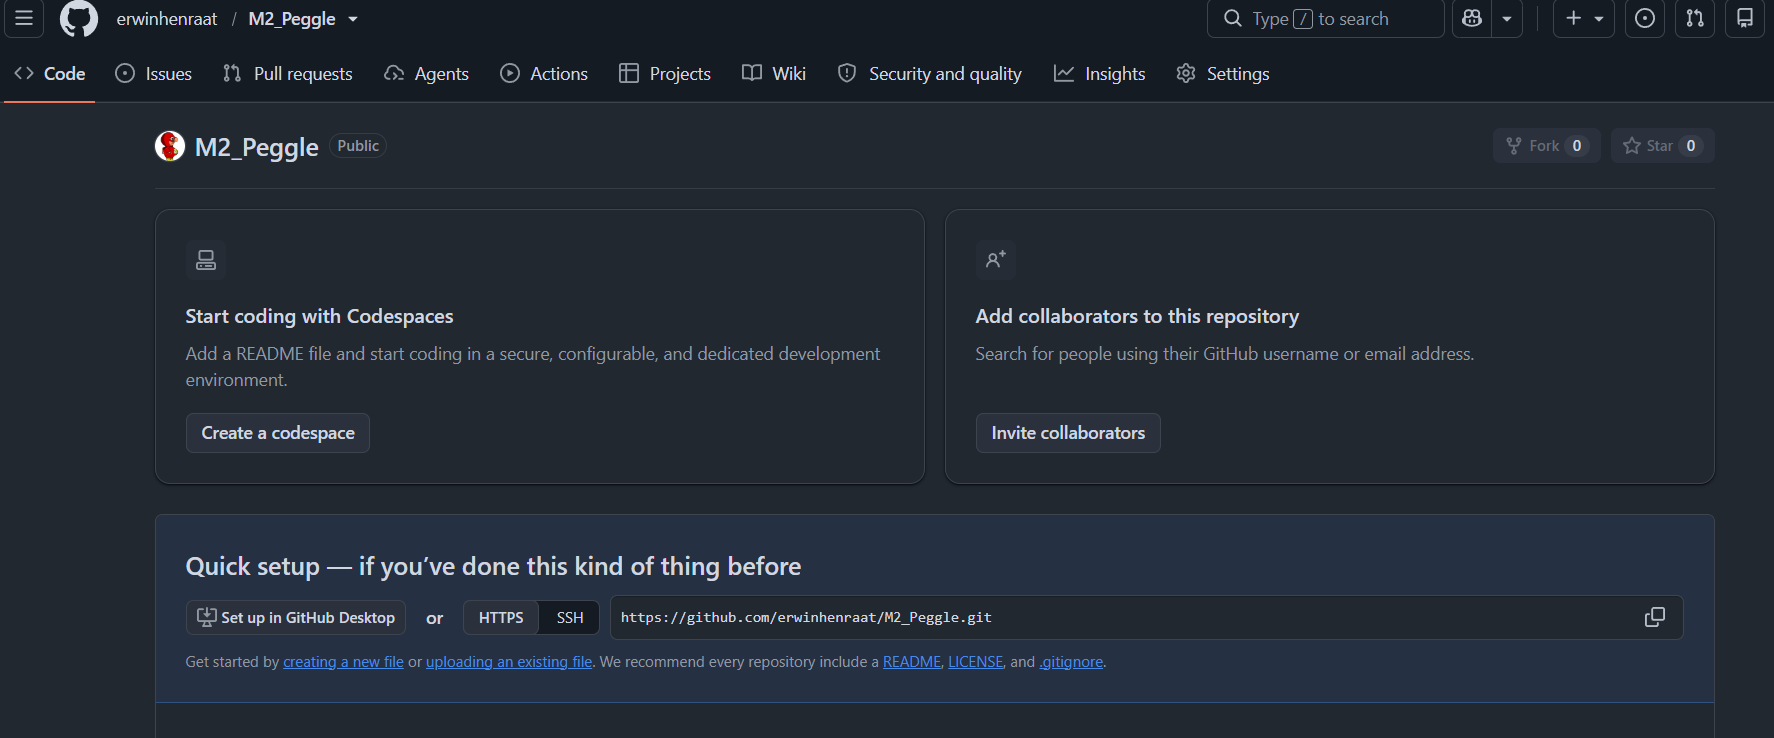 erwinhenraat / M2_Peggle
Type / to search
Code
Issues
Pull requests
Agents
Actions
Projects
Wiki
Security and quality
Insights
Settings
M2_Peggle
Public
Fork 0
Star 0
Start coding with Codespaces
Add a README file and start coding in a secure, configurable, and dedicated development
environment.
Create a codespace
Add collaborators to this repository
Search for people using their GitHub username or email address.
Invite collaborators
Quick setup — if you’ve done this kind of thing before
Set up in GitHub Desktop
or
HTTPS
SSH
https://github.com/erwinhenraat/M2_Peggle.git
Get started by creating a new file or uploading an existing file. We recommend every repository include a README, LICENSE, and .gitignore.